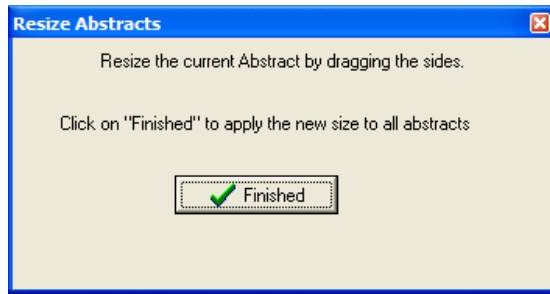 Resize Abstracts
Resize the current Abstract by dragging the sides.
Click on "Finished" to apply the new size to all abstracts
Finished